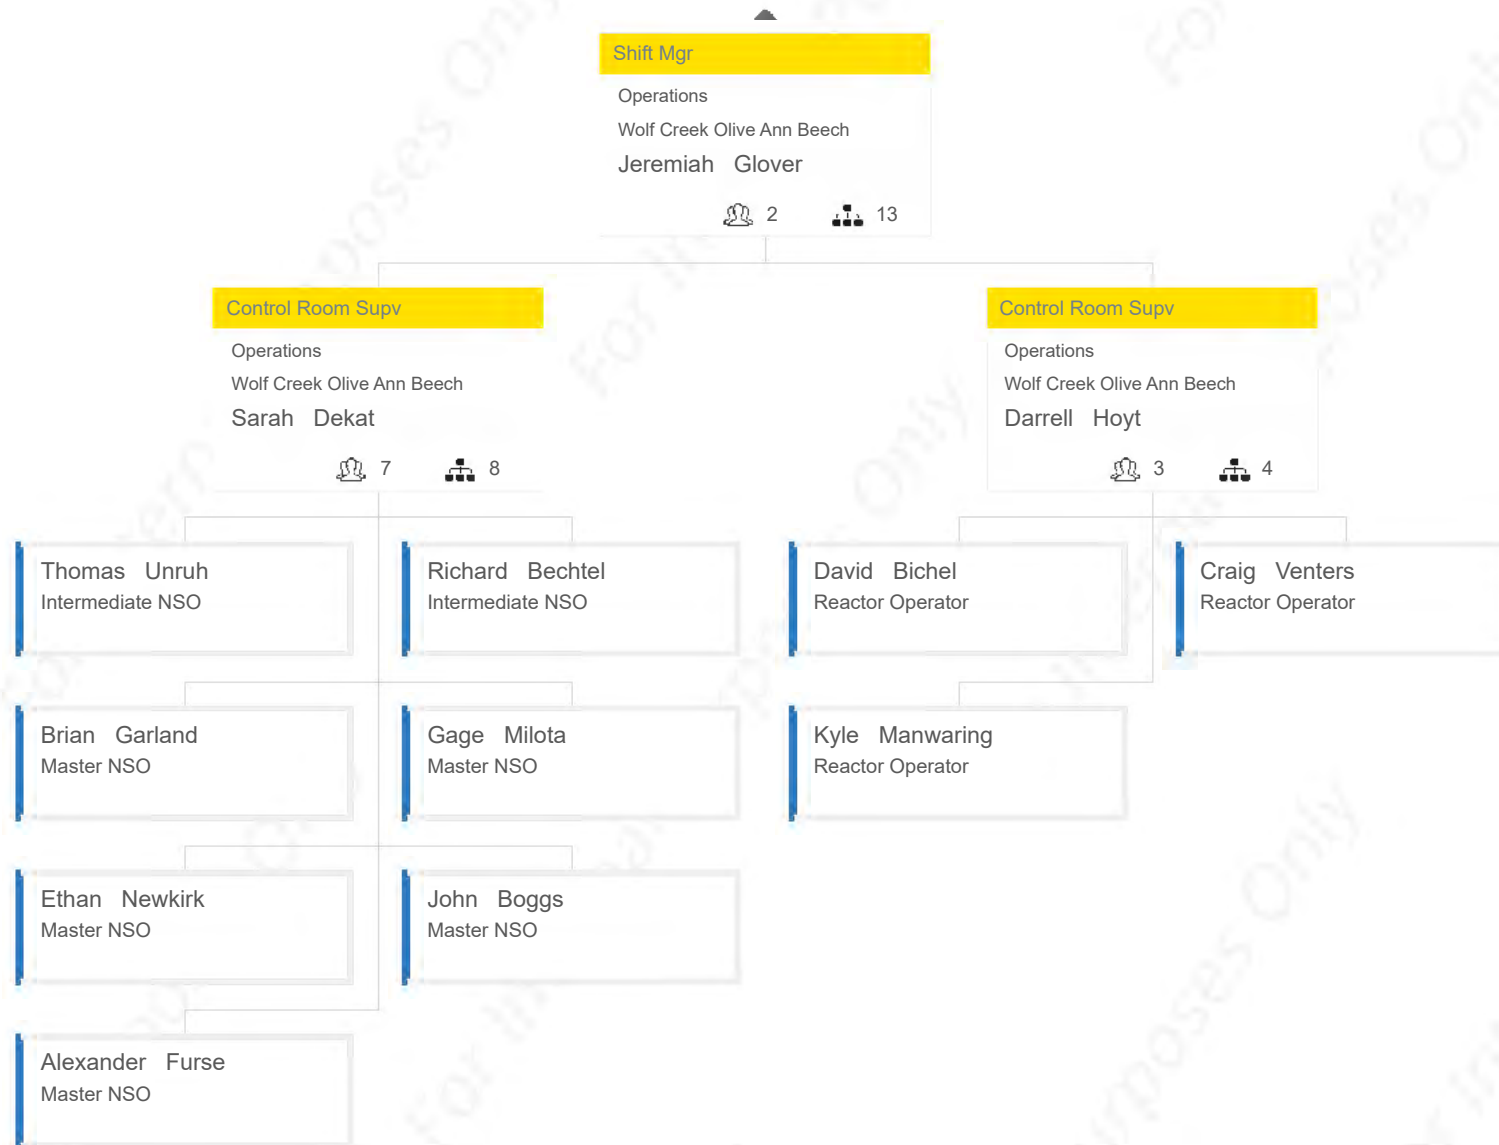 Shift Mgr
Operations
Wolf Creek Olive Ann Beech
Jeremiah Glover
2 13
Control Room Supv
Operations
Wolf Creek Olive Ann Beech
Sarah Dekat
7 8
Control Room Supv
Operations
Wolf Creek Olive Ann Beech
Darrell Hoyt
3 4
Thomas Unruh
Intermediate NSO
Richard Bechtel
Intermediate NSO
David Bichel
Reactor Operator
Craig Venters
Reactor Operator
Brian Garland
Master NSO
Gage Milota
Master NSO
Kyle Manwaring
Reactor Operator
Ethan Newkirk
Master NSO
John Boggs
Master NSO
Alexander Furse
Master NSO